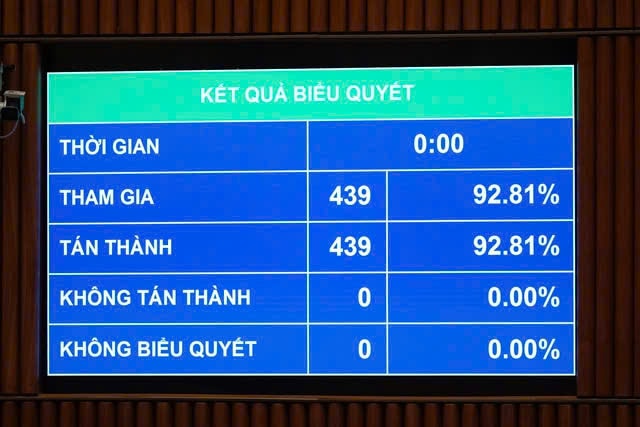 KẾT QUẢ BIỂU QUYẾT
THỜI GIAN 0:00
THAM GIA 439 92.81%
TÁN THÀNH 439 92.81%
KHÔNG TÁN THÀNH 0 0.00%
KHÔNG BIỂU QUYẾT 0 0.00%